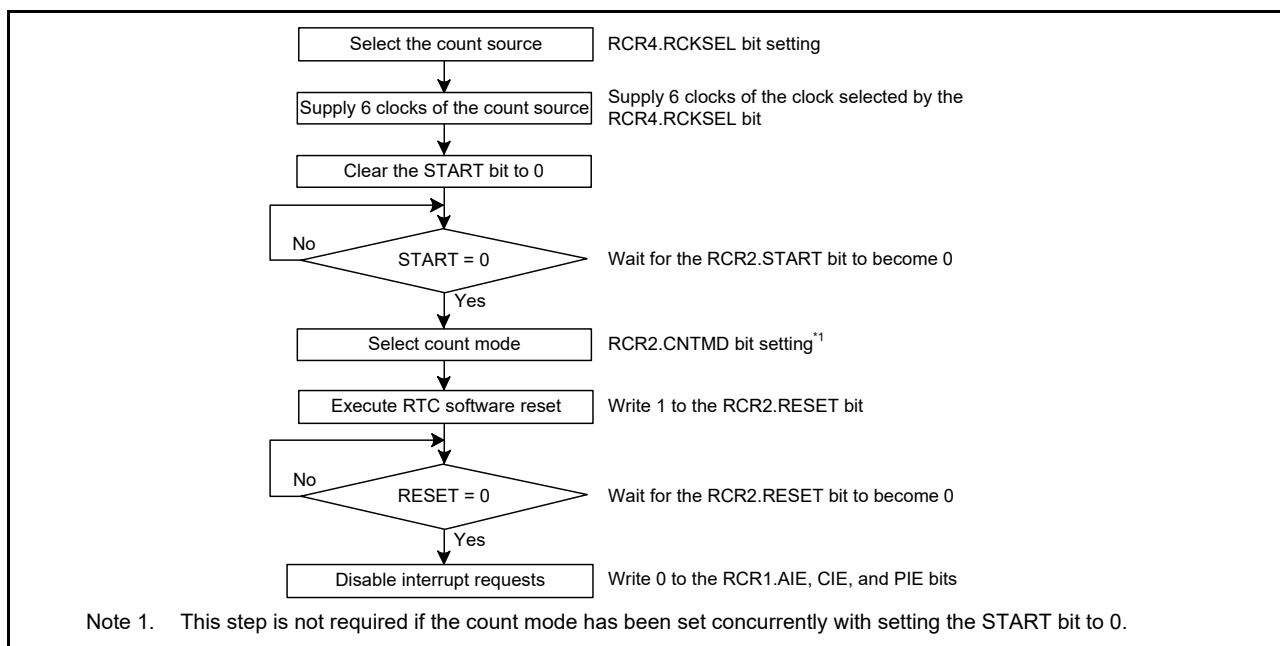 Select the count source
RCR4.RCKSEL bit setting
Supply 6 clocks of the count source
Supply 6 clocks of the clock selected by the
RCR4.RCKSEL bit
Clear the START bit to 0
No
START = 0
Wait for the RCR2.START bit to become 0
Yes
Select count mode
RCR2.CNTMD bit setting*1
Execute RTC software reset
Write 1 to the RCR2.RESET bit
No
RESET = 0
Wait for the RCR2.RESET bit to become 0
Yes
Disable interrupt requests
Write 0 to the RCR1.AIE, CIE, and PIE bits
Note 1. This step is not required if the count mode has been set concurrently with setting the START bit to 0.